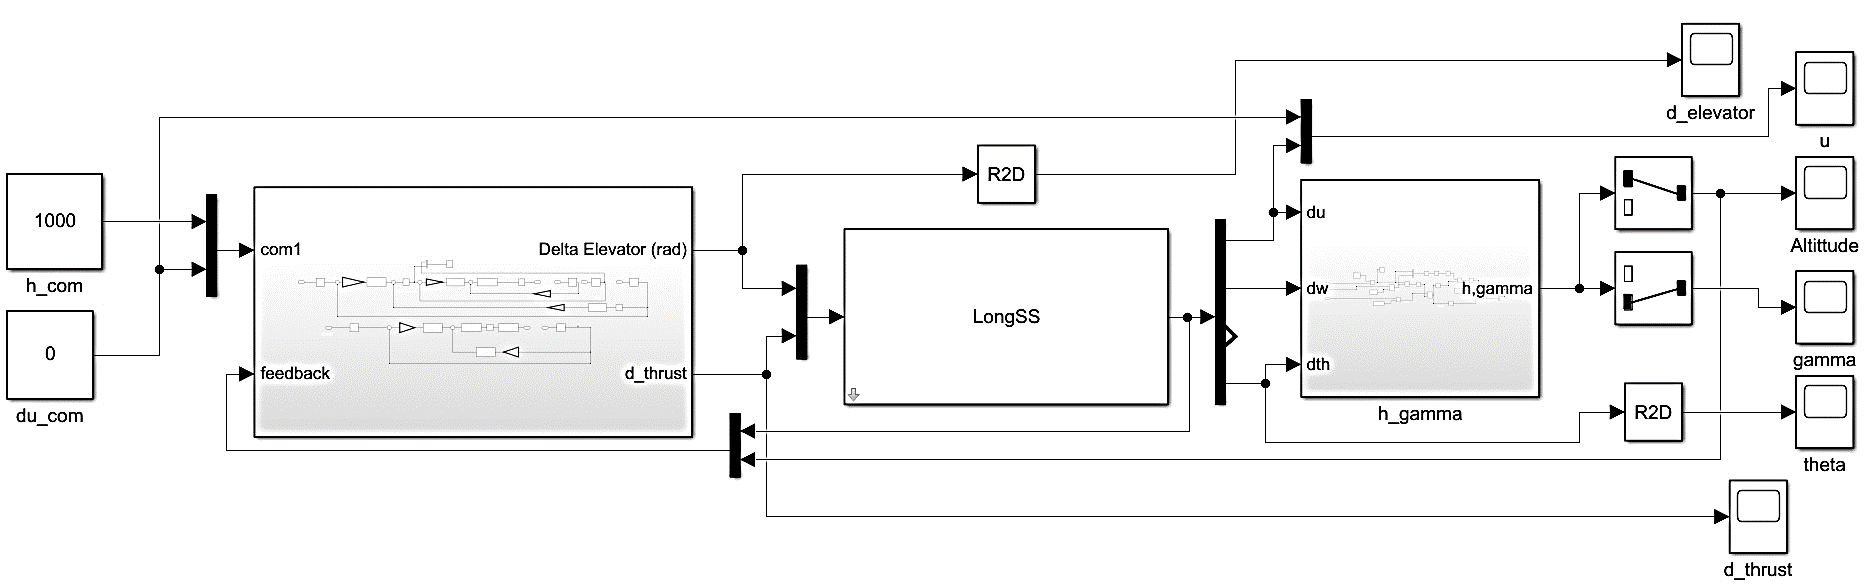 d_elevator
u
R2D
1000
h_com
com1
Delta Elevator (rad)
du
Altittude
dw
h,gamma
LongSS
0
du_com
feedback
d_thrust
dth
gamma
h_gamma
R2D
theta
d_thrust